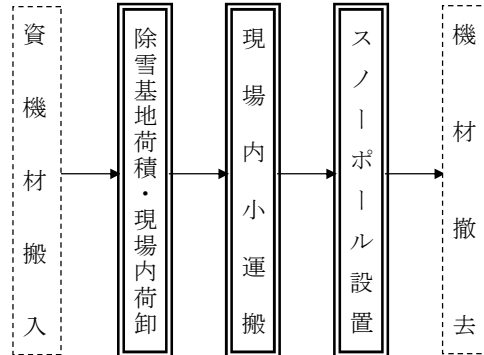 資機材搬入
除雪基地荷積・現場内荷卸
現場内小運搬
スノーポール設置
機材撤去